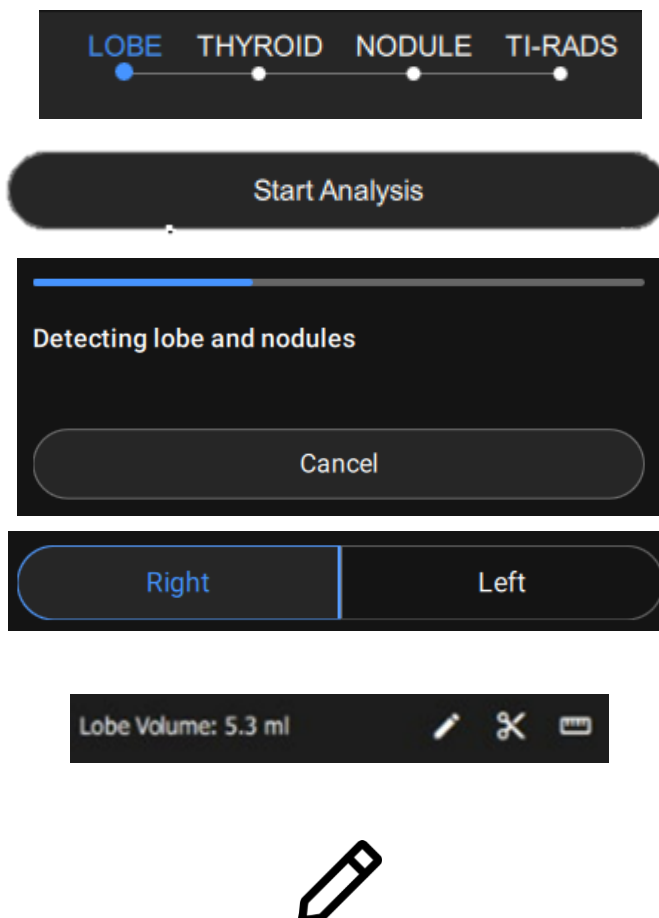 LOBE THYROID NODULE TI-RADS
Start Analysis
Detecting lobe and nodules
Cancel
Right Left
Lobe Volume: 5.3 ml